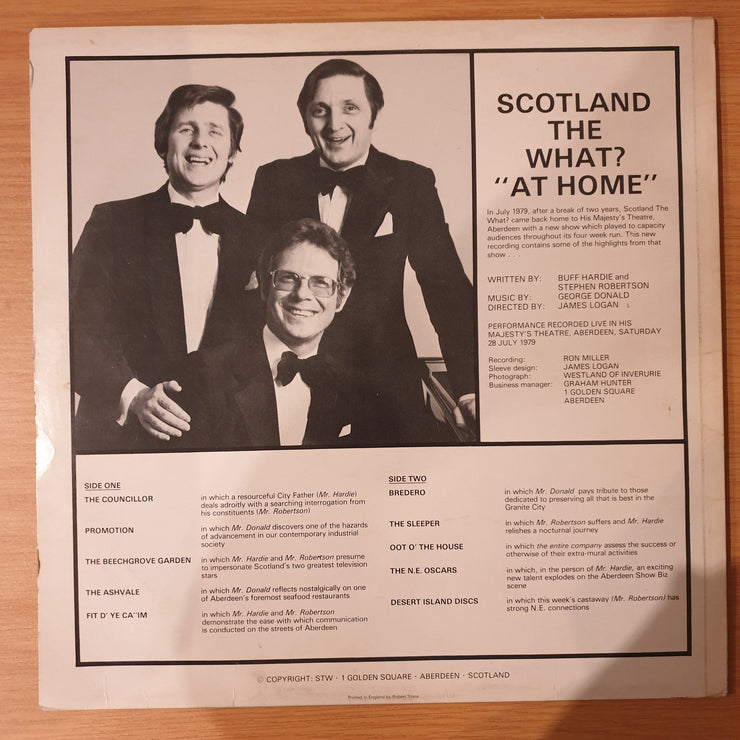 SCOTLAND
THE
WHAT?
"AT HOME"
In July 1979, after a break of two years, Scotland The
What? came back home to His Majesty's Theatre,
Aberdeen with a new show which played to capacity
audiences throughout its four week run. This new
recording contains some of the highlights from that
show . . .
WRITTEN BY: BUFF HARDIE and
STEPHEN ROBERTSON
MUSIC BY: GEORGE DONALD
DIRECTED BY: JAMES LOGAN
PERFORMANCE RECORDED LIVE IN HIS
MAJESTY'S THEATRE, ABERDEEN, SATURDAY
28 JULY 1979
Recording: RON MILLER
Sleeve design: JAMES LOGAN
Photograph: WESTLAND OF INVERURIE
Business manager: GRAHAM HUNTER
1 GOLDEN SQUARE
ABERDEEN
SIDE ONE
THE COUNCILLOR in which a resourceful City Father (Mr. Hardie)
deals adroitly with a searching interrogation from
his constituents (Mr. Robertson)
PROMOTION in which Mr. Donald discovers one of the hazards
of advancement in our contemporary industrial
society
THE BEECHGROVE GARDEN in which Mr. Hardie and Mr. Robertson presume
to impersonate Scotland's two greatest television
stars
THE ASHVALE in which Mr. Donald reflects nostalgically on one
of Aberdeen's foremost seafood restaurants
FIT D' YE CA''IM in which Mr. Hardie and Mr. Robertson
demonstrate the ease with which communication
is conducted on the streets of Aberdeen
SIDE TWO
BREDERO in which Mr. Donald pays tribute to those
dedicated to preserving all that is best in the
Granite City
THE SLEEPER in which Mr. Robertson suffers and Mr. Hardie
relishes a nocturnal journey
OOT O' THE HOUSE in which the entire company assess the success or
otherwise of their extra-mural activities
THE N.E. OSCARS in which, in the person of Mr. Hardie, an exciting
new talent explodes on the Aberdeen Show Biz
scene
DESERT ISLAND DISCS in which this week's castaway (Mr. Robertson) has
strong N.E. connections
© COPYRIGHT: STW · 1 GOLDEN SQUARE · ABERDEEN · SCOTLAND
Printed in England by Robert Stace